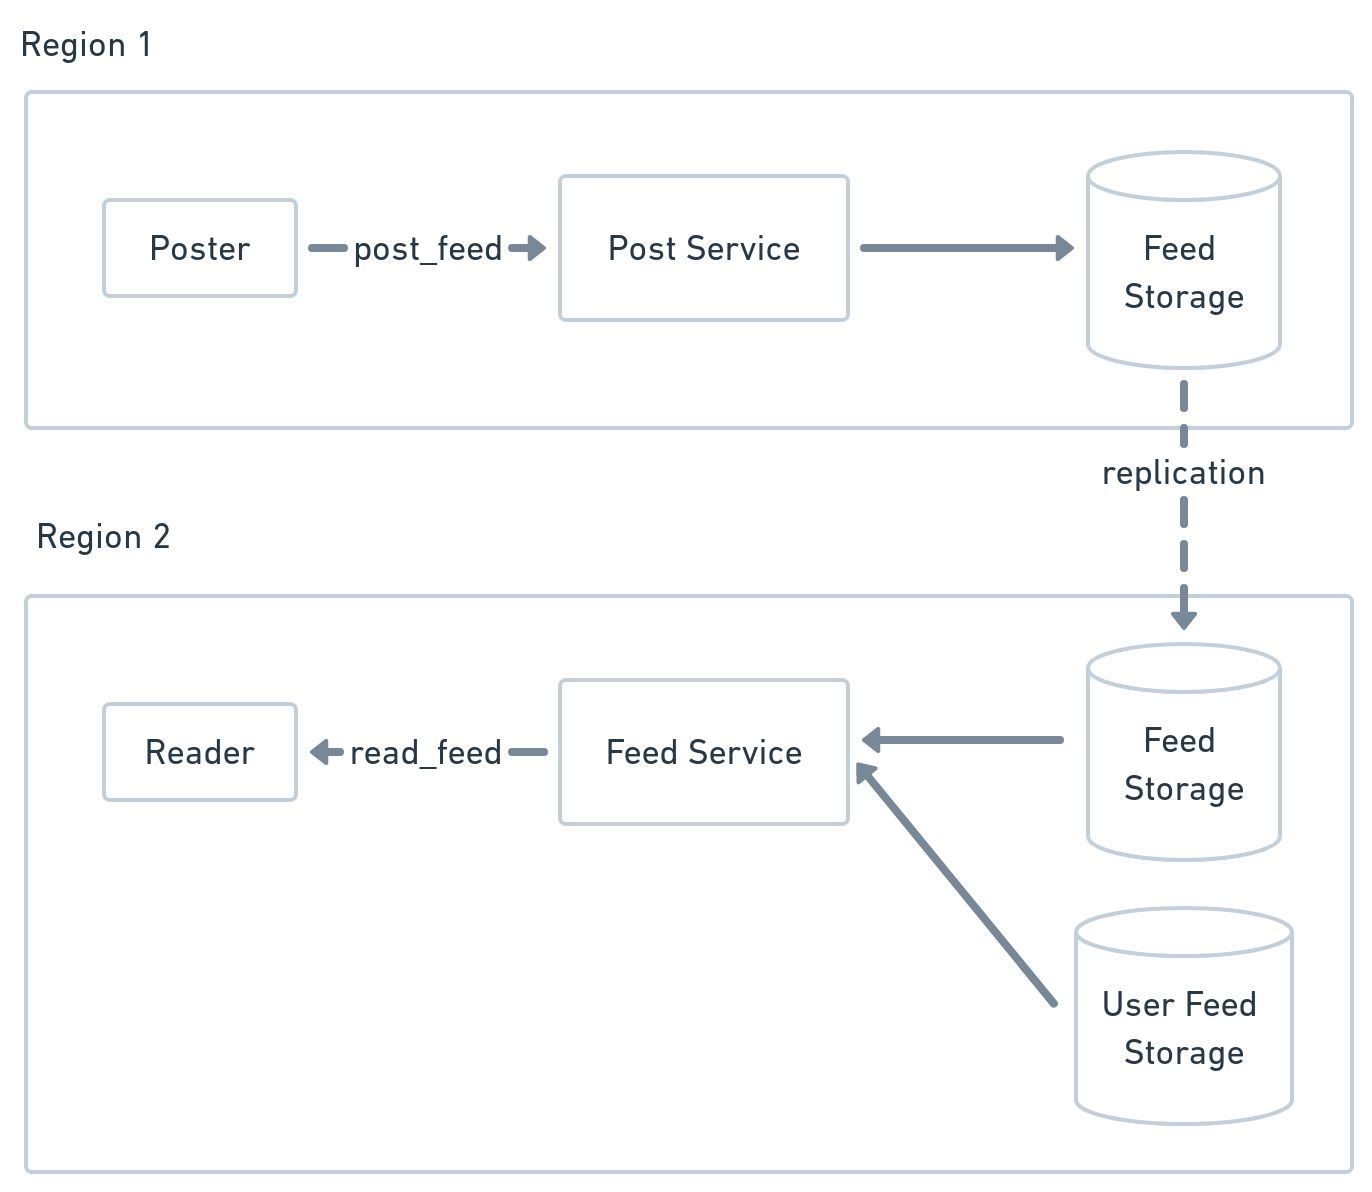 Region 1
Poster
post_feed
Post Service
Feed
Storage
replication
Region 2
Reader
read_feed
Feed Service
Feed
Storage
User Feed
Storage